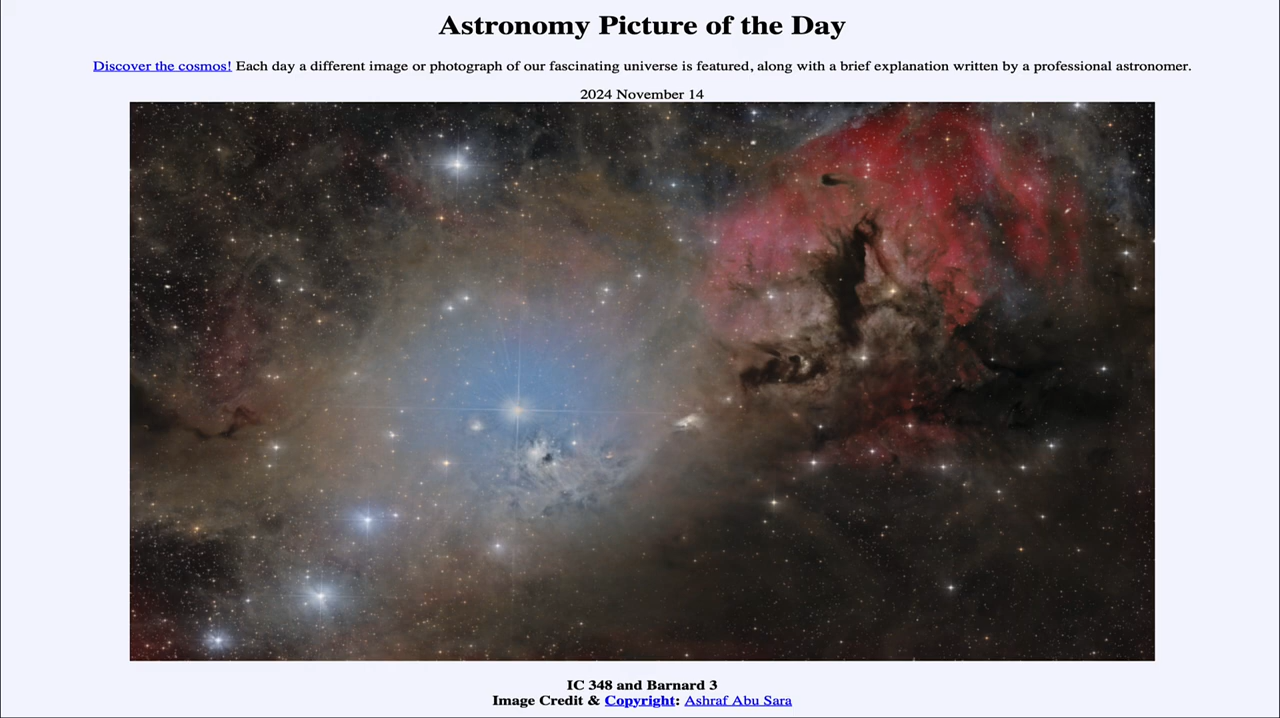 Astronomy Picture of the Day
Discover the cosmos! Each day a different image or photograph of our fascinating universe is featured, along with a brief explanation written by a professional astronomer.
2024 November 14
IC 348 and Barnard 3
Image Credit & Copyright: Ashraf Abu Sara